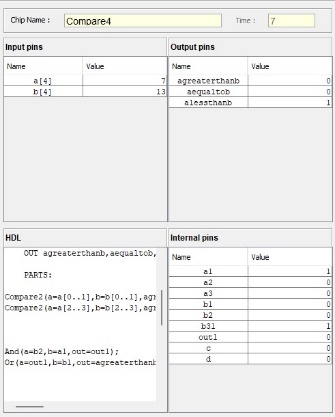 Chip Name : Compare4 Time : 7
Input pins
Name Value
a[4] 7
b[4] 13
Output pins
Name Value
agreaterthanb 0
aequaltob 0
alessthanb 1
HDL
OUT agreaterthanb,aequaltob,
PARTS:
Compare2(a=a[0..1],b=b[0..1],agr
Compare2(a=a[2..3],b=b[2..3],agr
And(a=b2,b=a1,out=out1);
Or(a=out1,b=b1,out=agreaterthanb
Internal pins
Name Value
a1 1
a2 0
a3 0
b1 0
b2 0
b31 1
out1 0
c 0
d 0